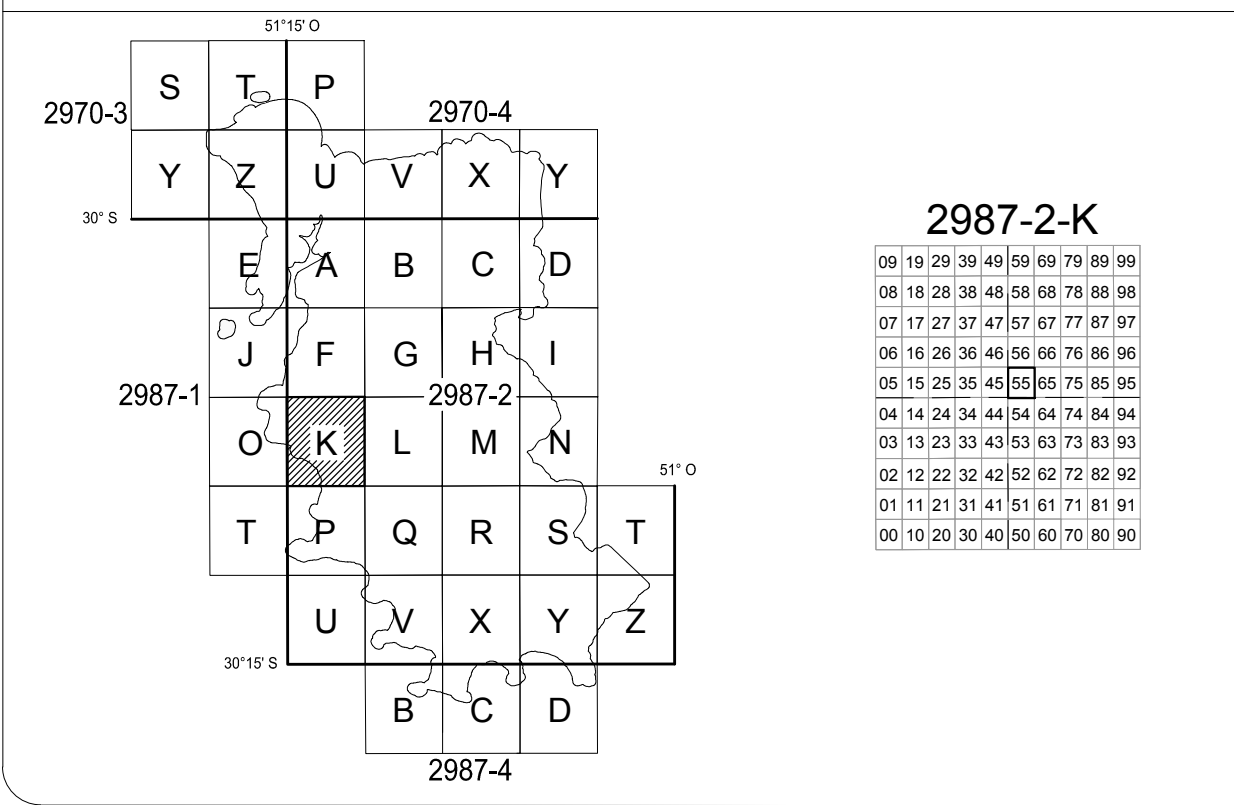 51°15' O
S T P
2970-3 2970-4
Y Z U V X Y
30° S
E A B C D
J F G H I
2987-1 2987-2
O K L M N
51° O
T P Q R S T
U V X Y Z
30°15' S
B C D
2987-4
2987-2-K
09 19 29 39 49 59 69 79 89 99
08 18 28 38 48 58 68 78 88 98
07 17 27 37 47 57 67 77 87 97
06 16 26 36 46 56 66 76 86 96
05 15 25 35 45 55 65 75 85 95
04 14 24 34 44 54 64 74 84 94
03 13 23 33 43 53 63 73 83 93
02 12 22 32 42 52 62 72 82 92
01 11 21 31 41 51 61 71 81 91
00 10 20 30 40 50 60 70 80 90